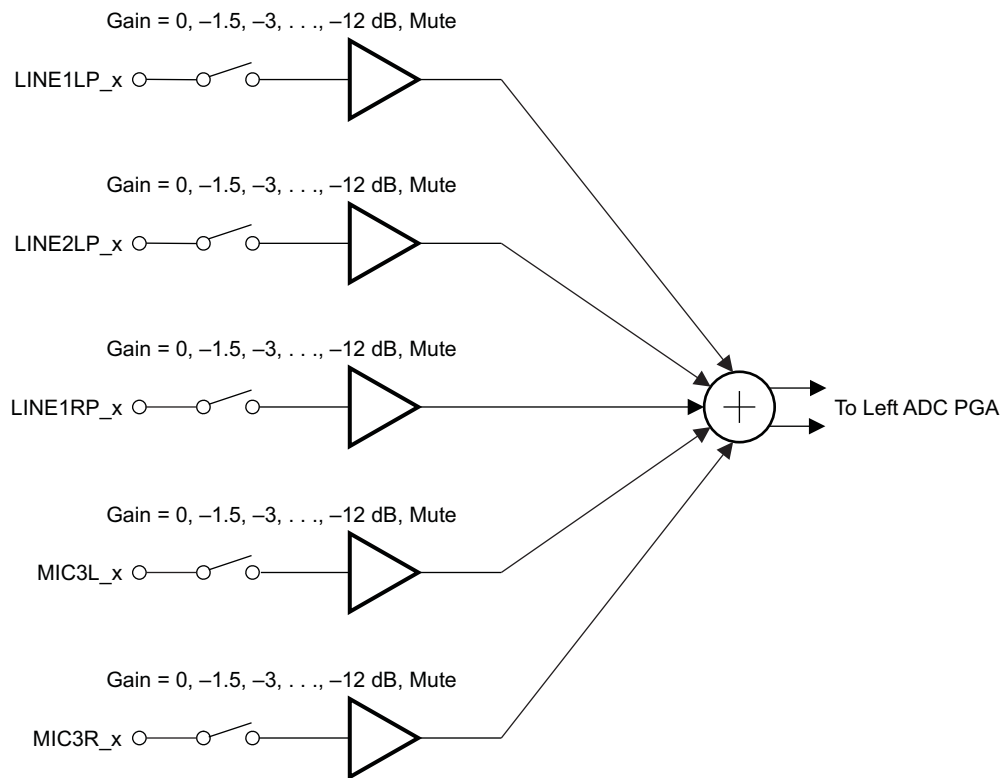 Gain = 0, –1.5, –3, . . ., –12 dB, Mute
LINE1LP_x
Gain = 0, –1.5, –3, . . ., –12 dB, Mute
LINE2LP_x
Gain = 0, –1.5, –3, . . ., –12 dB, Mute
LINE1RP_x
+
To Left ADC PGA
Gain = 0, –1.5, –3, . . ., –12 dB, Mute
MIC3L_x
Gain = 0, –1.5, –3, . . ., –12 dB, Mute
MIC3R_x